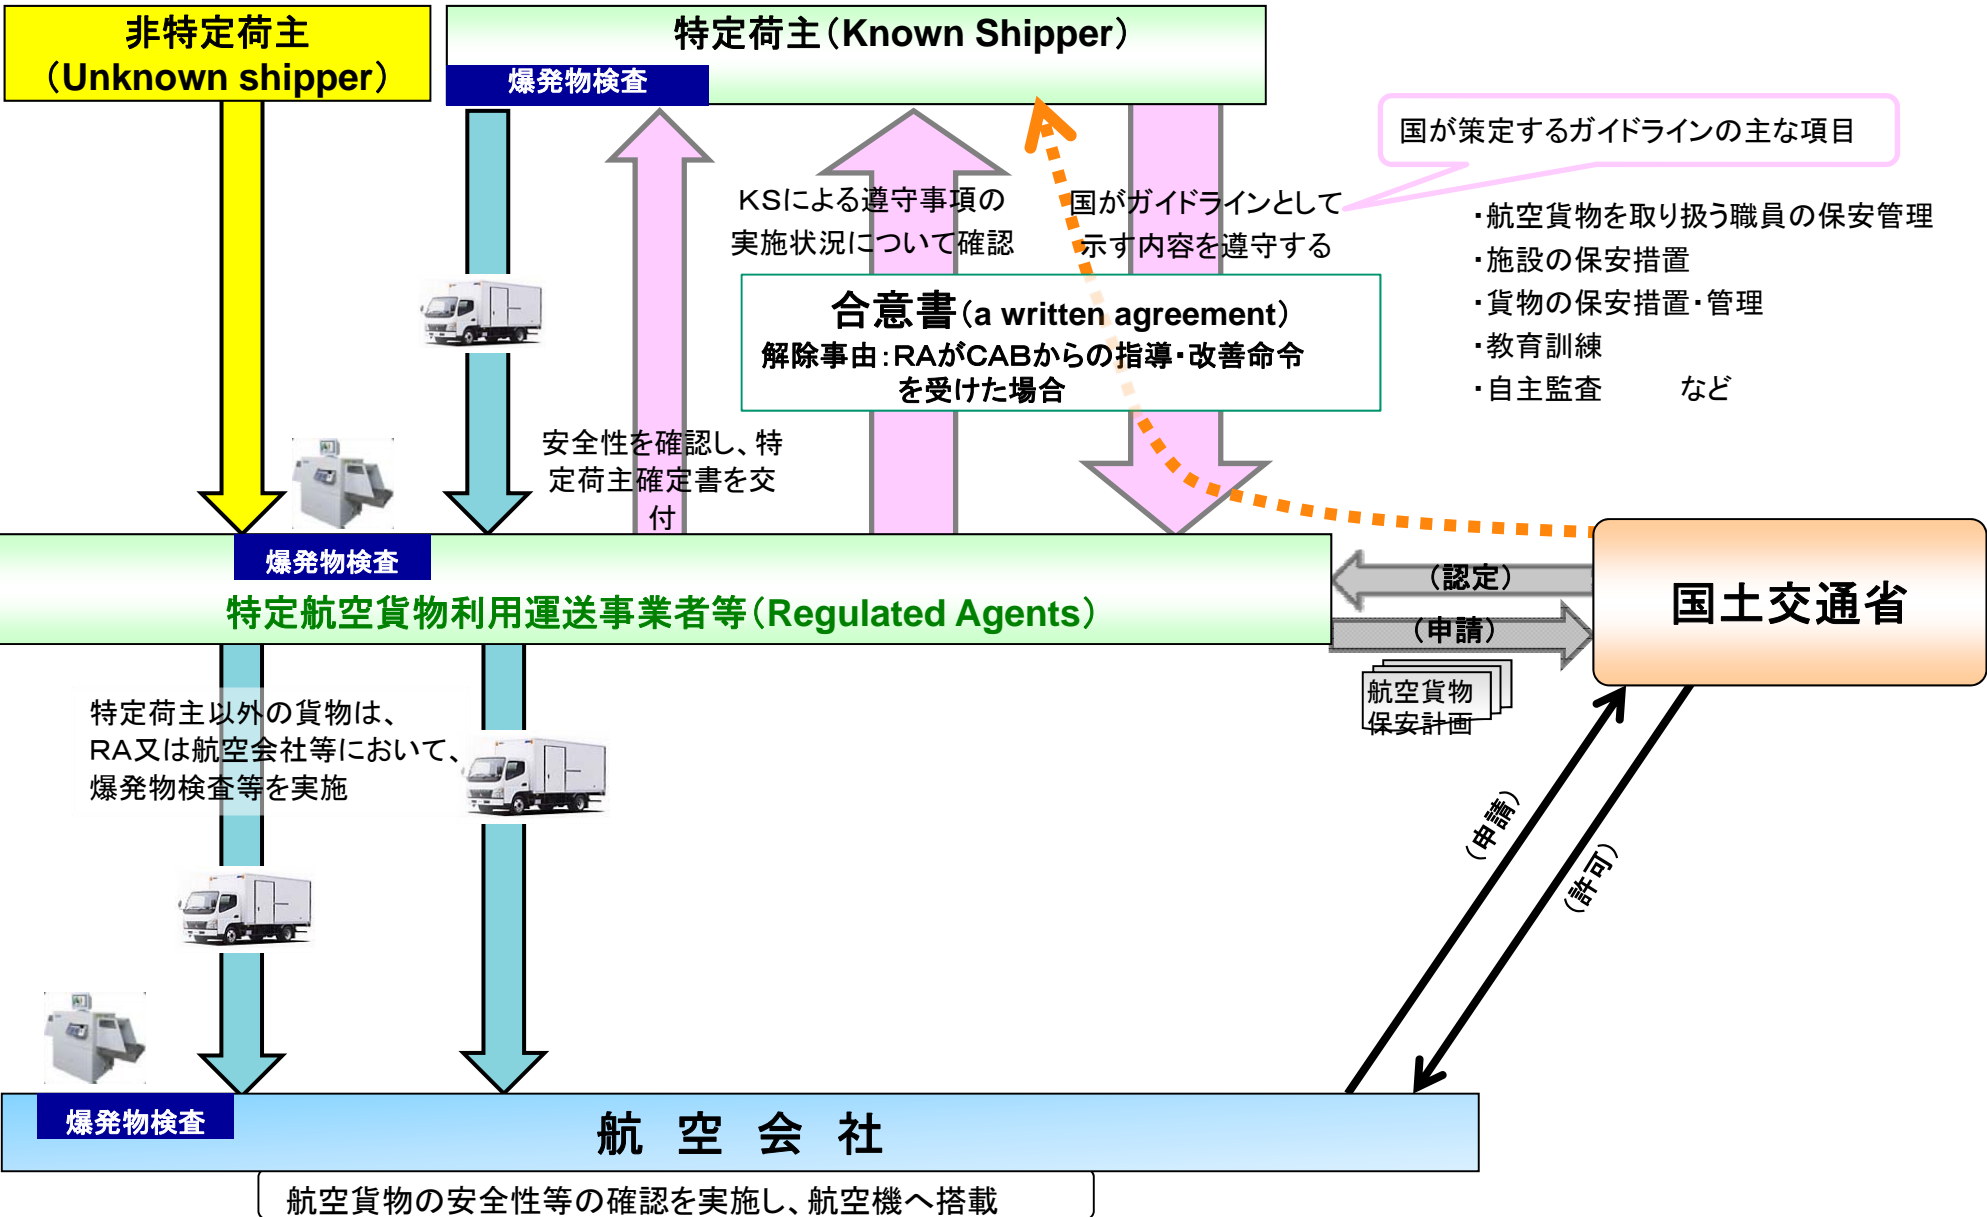 非特定荷主
（Unknown shipper）
特定荷主（Known Shipper）
爆発物検査
国が策定するガイドラインの主な項目
KSによる遵守事項の
実施状況について確認
国がガイドラインとして
示す内容を遵守する
・航空貨物を取り扱う職員の保安管理
・施設の保安措置
・貨物の保安措置・管理
・教育訓練
・自主監査　　など
合意書（a written agreement）
解除事由：RAがCABからの指導・改善命令
を受けた場合
安全性を確認し、特
定荷主確定書を交
付
爆発物検査
特定航空貨物利用運送事業者等（Regulated Agents）
（認定）
（申請）
国土交通省
航空貨物
保安計画
特定荷主以外の貨物は、
RA又は航空会社等において、
爆発物検査等を実施
（申請）
（許可）
爆発物検査
航　空　会　社
航空貨物の安全性等の確認を実施し、航空機へ搭載